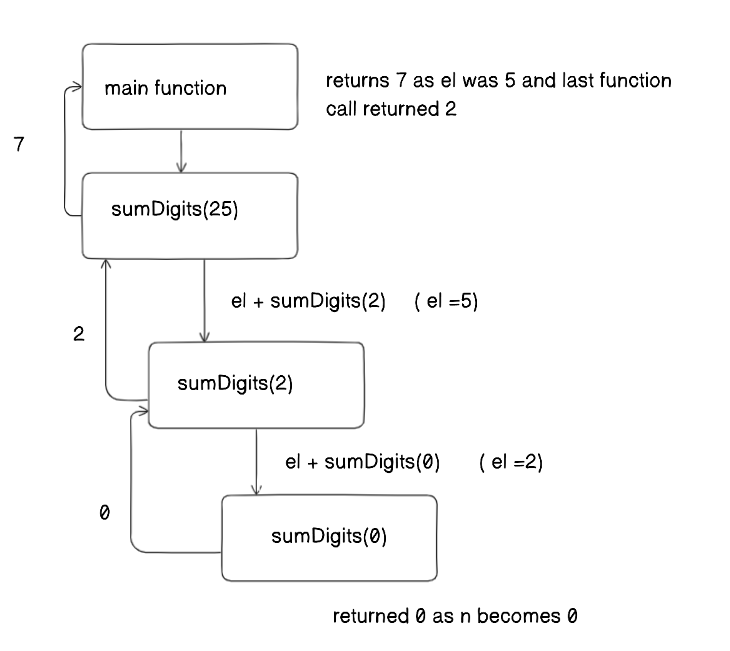 main function
returns 7 as el was 5 and last function
call returned 2
7
sumDigits(25)
el + sumDigits(2) ( el =5)
2
sumDigits(2)
el + sumDigits(0) ( el =2)
0
sumDigits(0)
returned 0 as n becomes 0